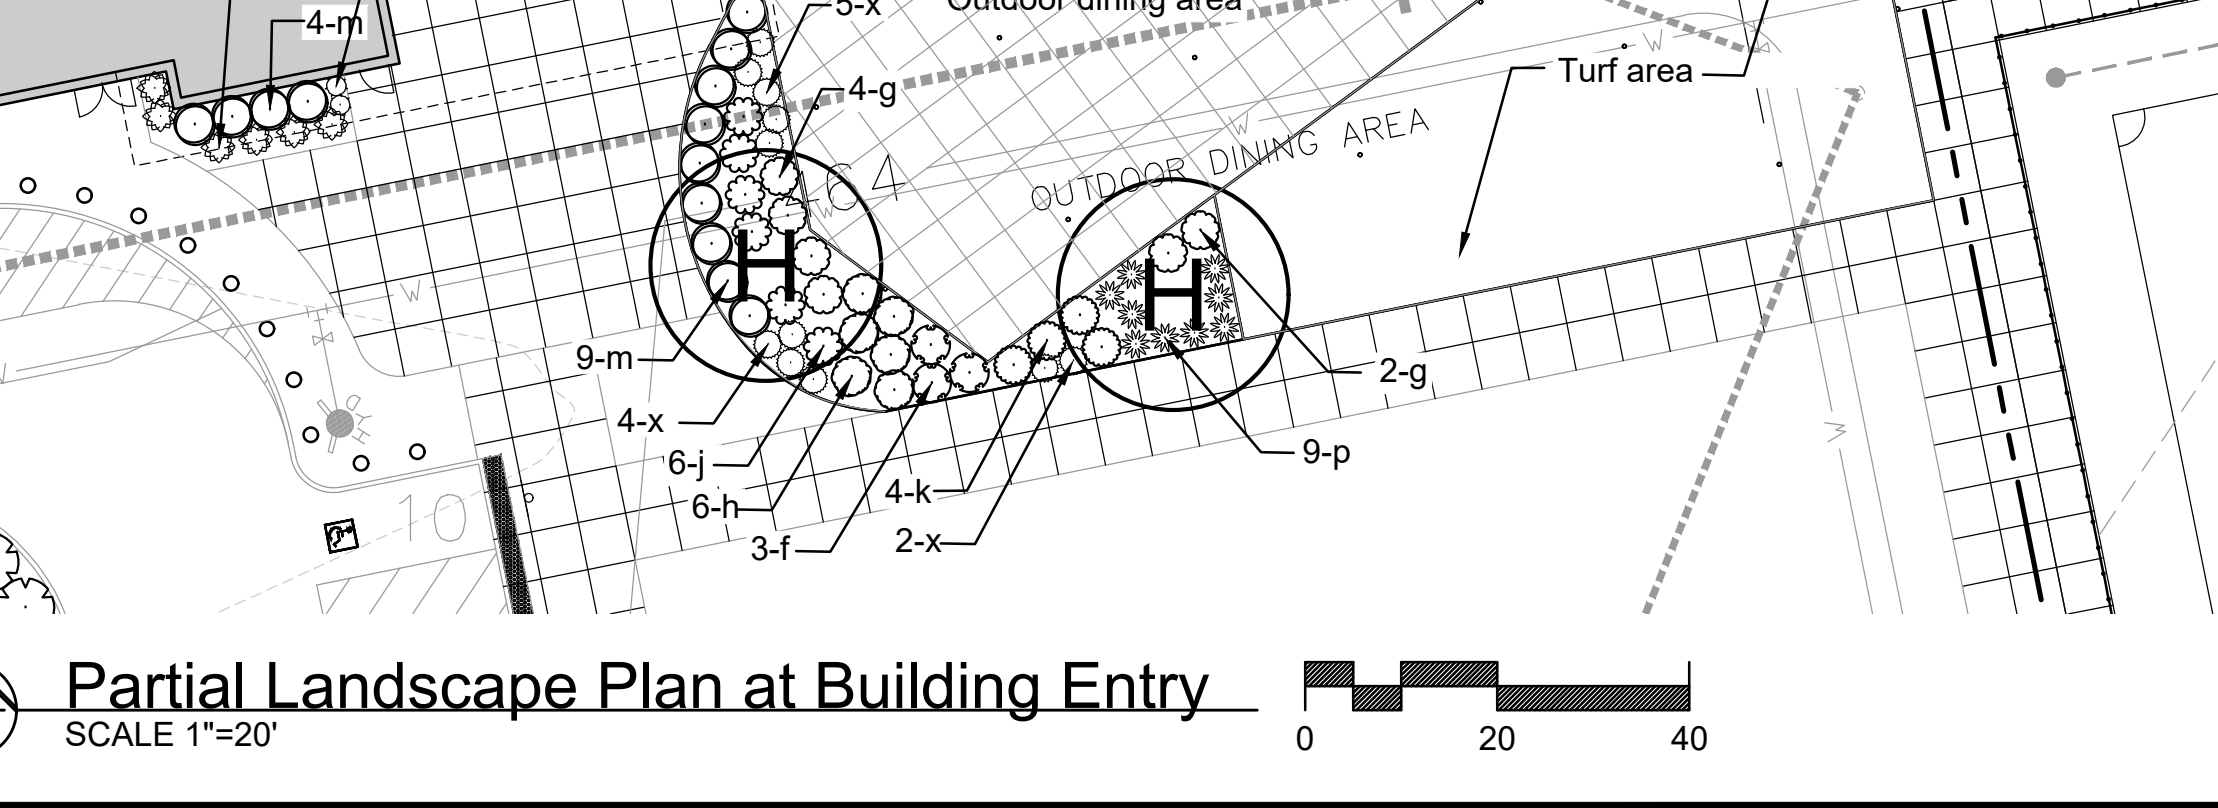 5-x
Outdoor dining area
4-m
4-g
Turf area
W
W
OUTDOOR DINING AREA
64
W
W
H
H
9-m
2-g
4-x
6-j
9-p
4-k
6-h
2-x
3-f
10
W
Partial Landscape Plan at Building Entry
SCALE 1"=20'
0 20 40